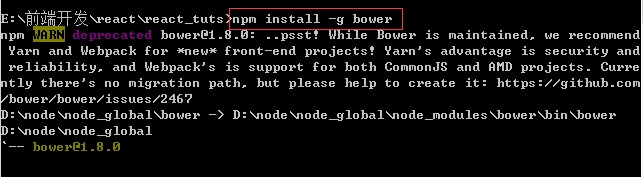 E:\前端开发\react\react_tuts>npm install -g bower
npm WARN deprecated bower@1.8.0: ..psst! While Bower is maintained, we recommend
 Yarn and Webpack for *new* front-end projects! Yarn's advantage is security and
 reliability, and Webpack's is support for both CommonJS and AMD projects. Curre
ntly there's no migration path, but please help to create it: https://github.com
/bower/bower/issues/2467
D:\node\node_global\bower -> D:\node\node_global\node_modules\bower\bin\bower
D:\node\node_global
`-- bower@1.8.0